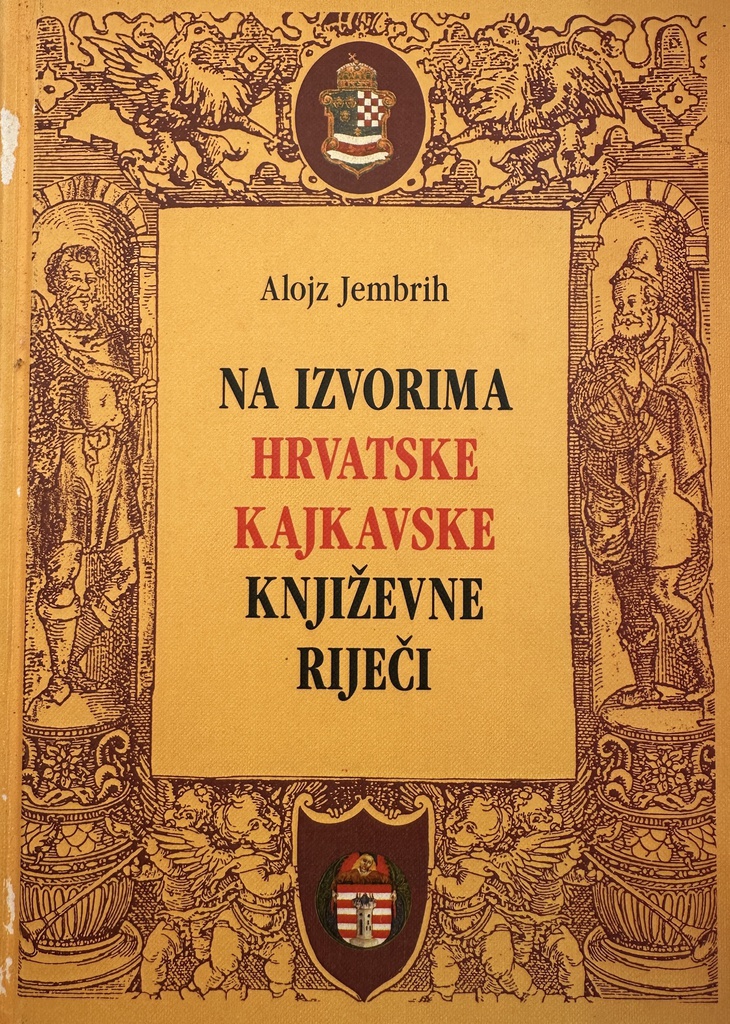 Alojz Jembrih
NA IZVORIMA
HRVATSKE
KAJKAVSKE
KNJIŽEVNE
RIJEČI